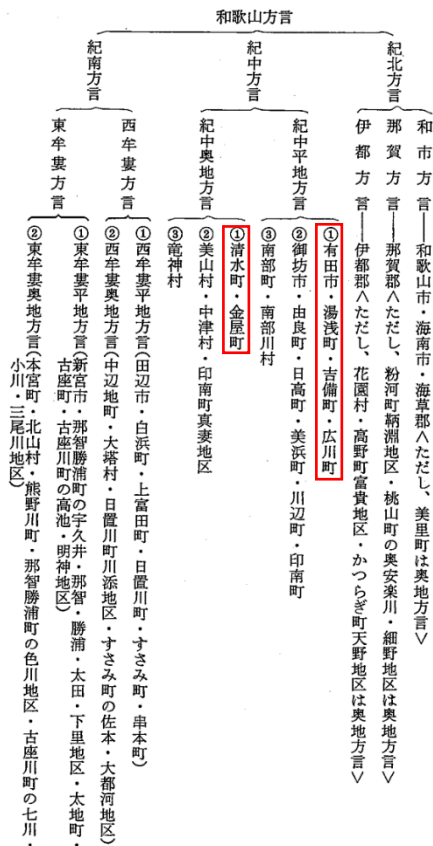 和歌山方言
紀北方言
和市方言―和歌山市・海南市・海草郡＜ただし、美里町は奥地方言＞
那賀方言―那賀郡＜ただし、粉河町鞆淵地区・桃山町の奥安楽川・細野地区は奥地方言＞
伊都方言―伊都郡＜ただし、花園村・高野町富貴地区・かつらぎ町天野地区は奥地方言＞
紀中方言
紀中平地方言
①有田市・湯浅町・吉備町・広川町
②御坊市・由良町・日高町・美浜町・川辺町・印南町
③南部町・南部川村
紀中奥地方言
①清水町・金屋町
②美山村・中津村・印南町真妻地区
③竜神村
紀南方言
西牟婁方言
①西牟婁平地方言(田辺市・白浜町・上富田町・日置川町・すさみ町・串本町)
②西牟婁奥地方言(中辺地町・大塔村・日置川町川添地区・すさみ町の佐本・大都河地区)
東牟婁方言
①東牟婁平地方言(新宮市・那智勝浦町の宇久井・那智・勝浦・太田・下里地区・太地町・
古座町・古座川町の高池・明神地区)
②東牟婁奥地方言(本宮町・北山村・熊野川町・那智勝浦町の色川地区・古座川町の七川・
小川・三尾川地区)